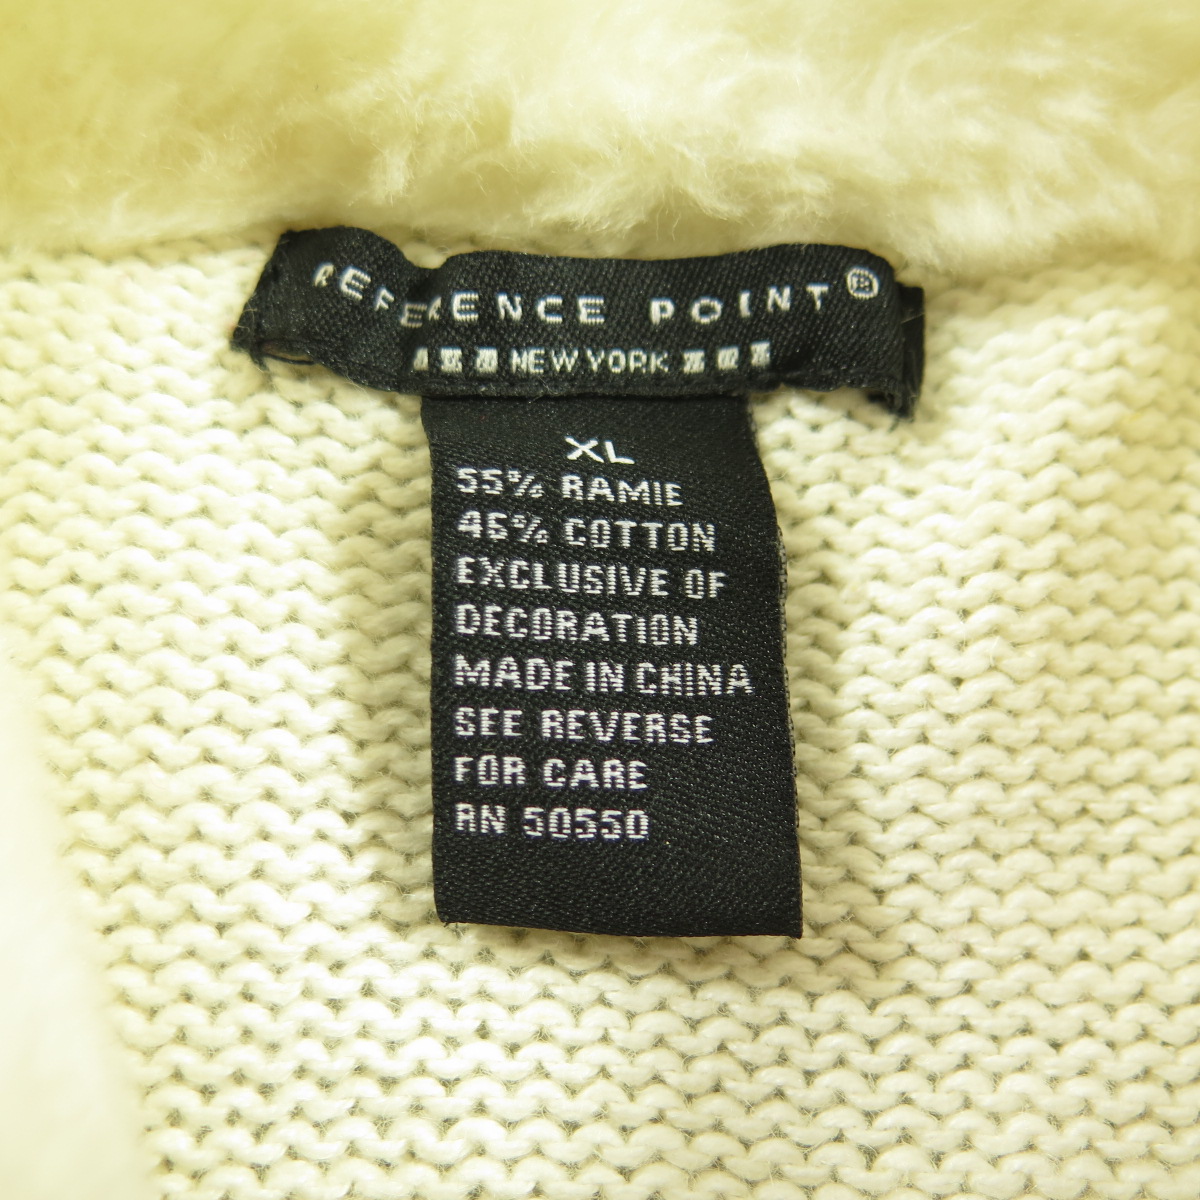 REFERENCE POINT®
NEW YORK
XL
55% RAMIE
45% COTTON
EXCLUSIVE OF
DECORATION
MADE IN CHINA
SEE REVERSE
FOR CARE
RN 50550